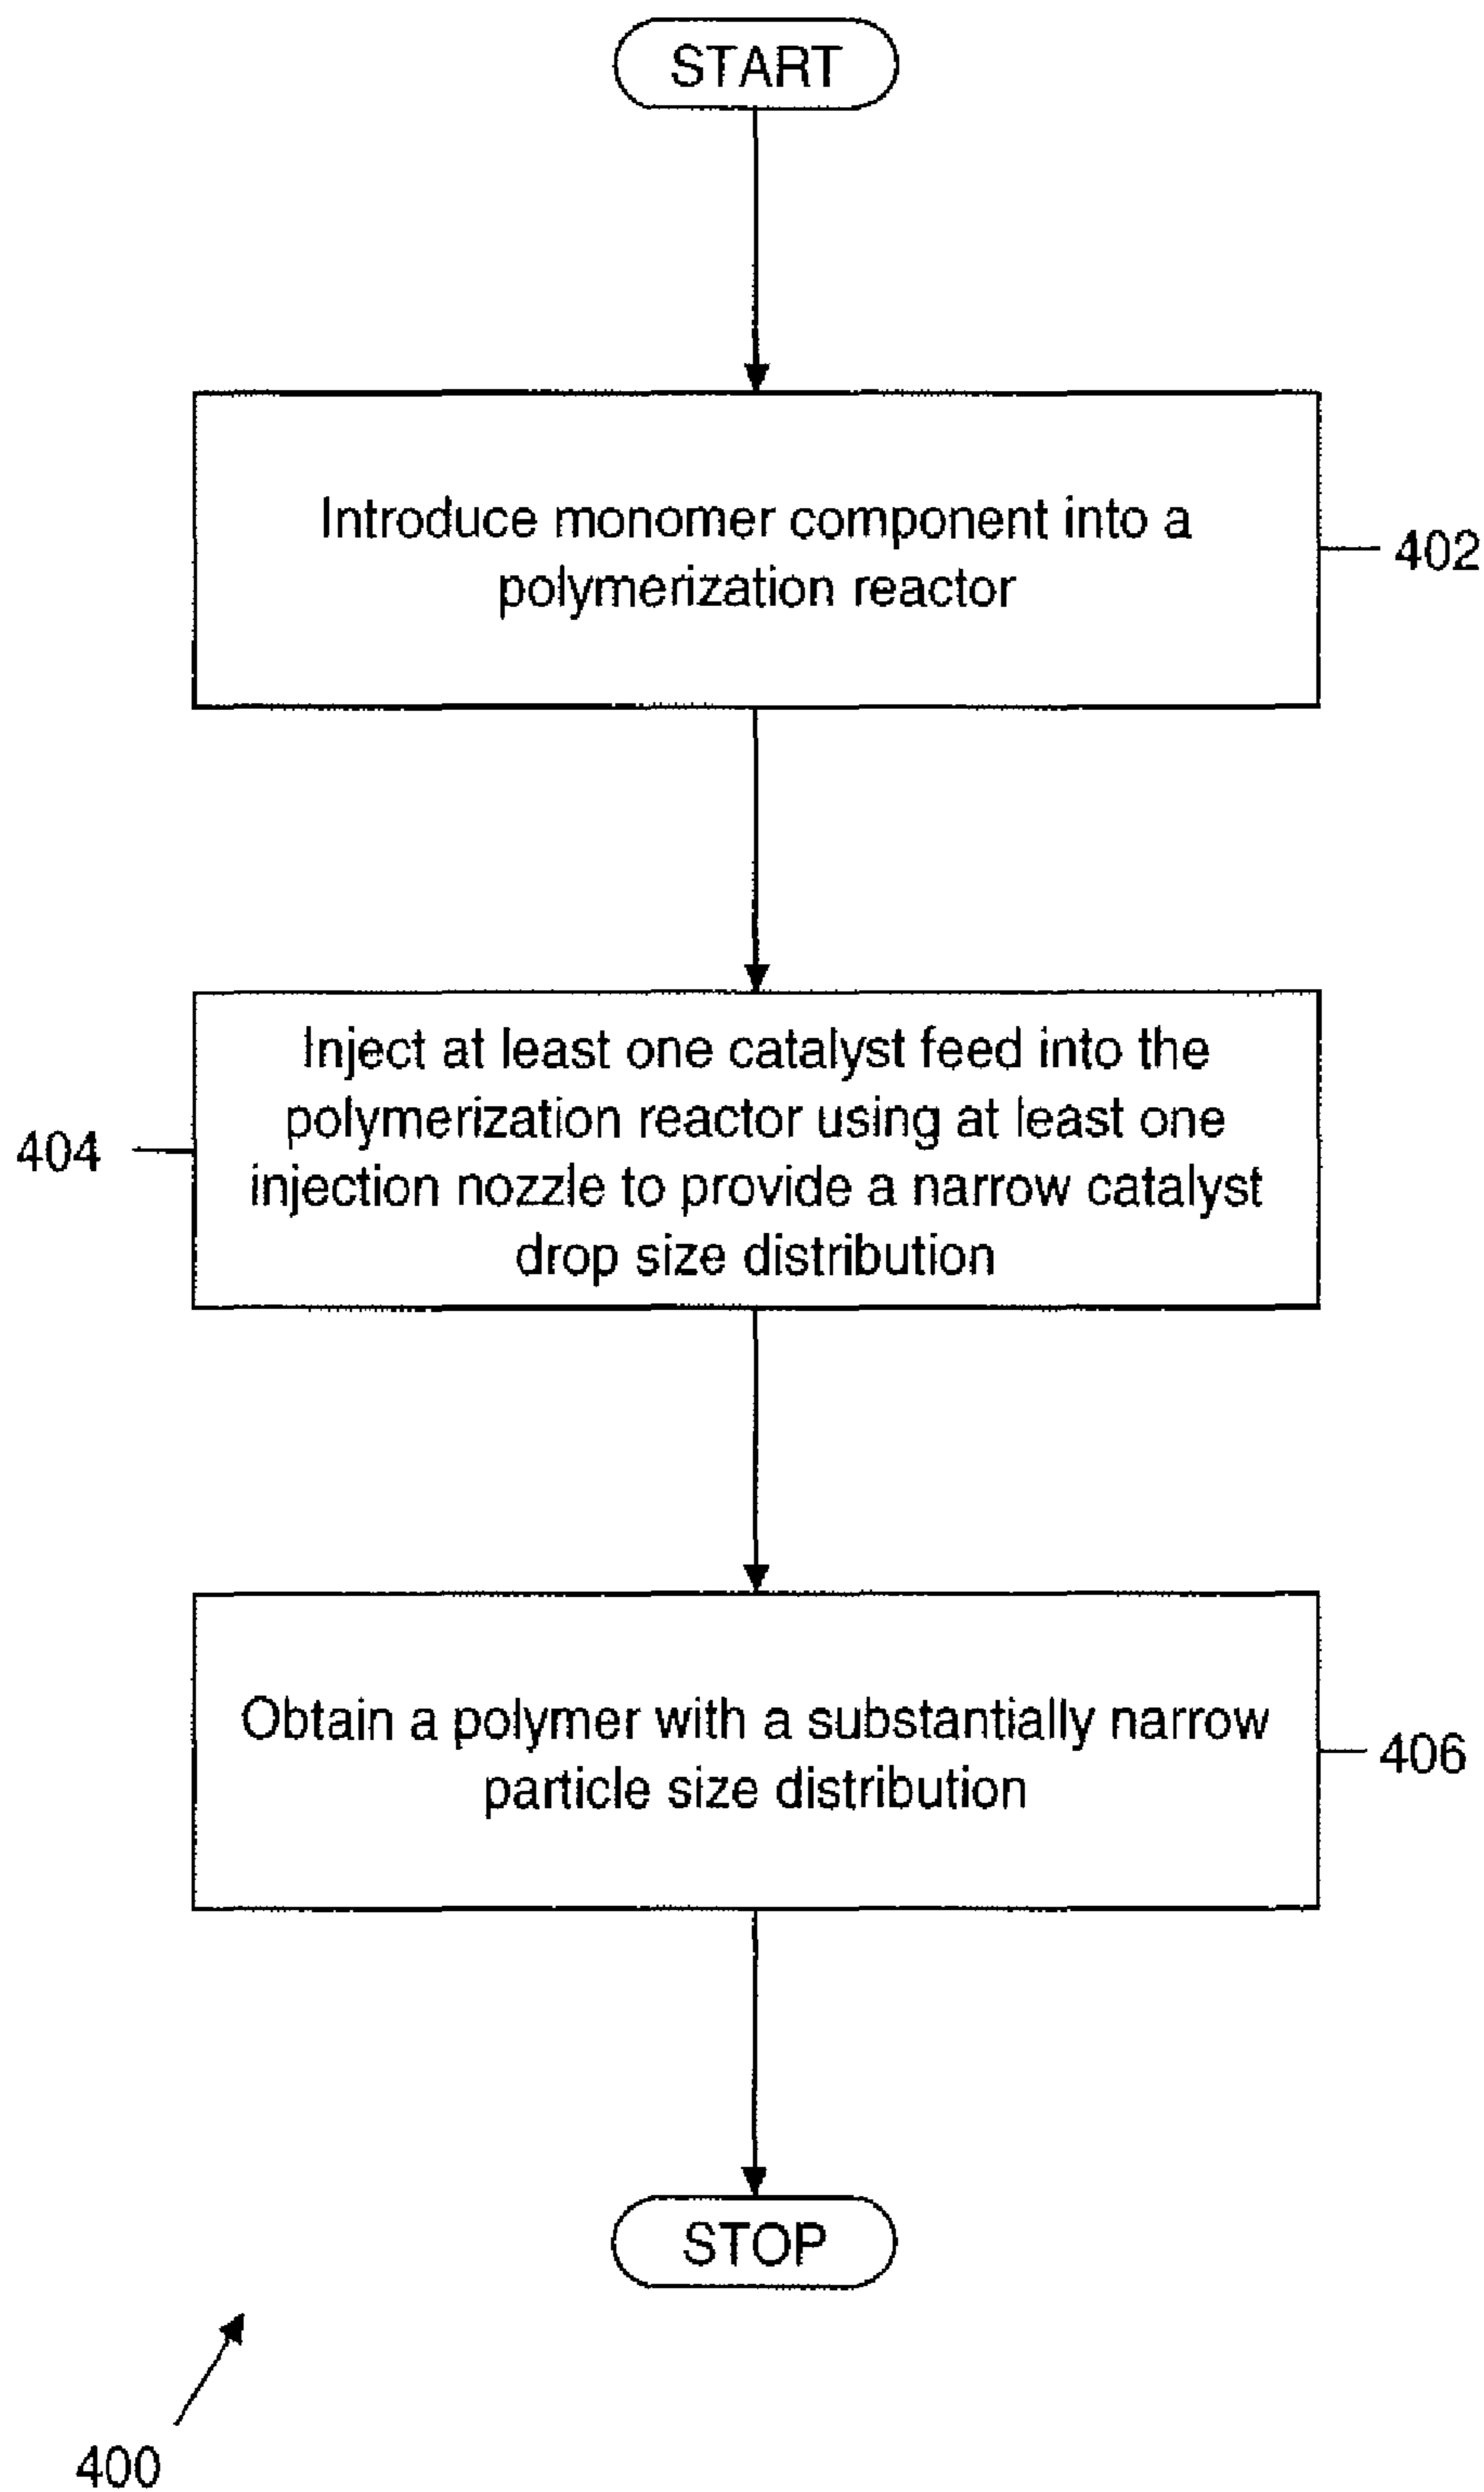 START
Introduce monomer component into a
polymerization reactor
402
Inject at least one catalyst feed into the
polymerization reactor using at least one
injection nozzle to provide a narrow catalyst
drop size distribution
404
Obtain a polymer with a substantially narrow
particle size distribution
406
STOP
400